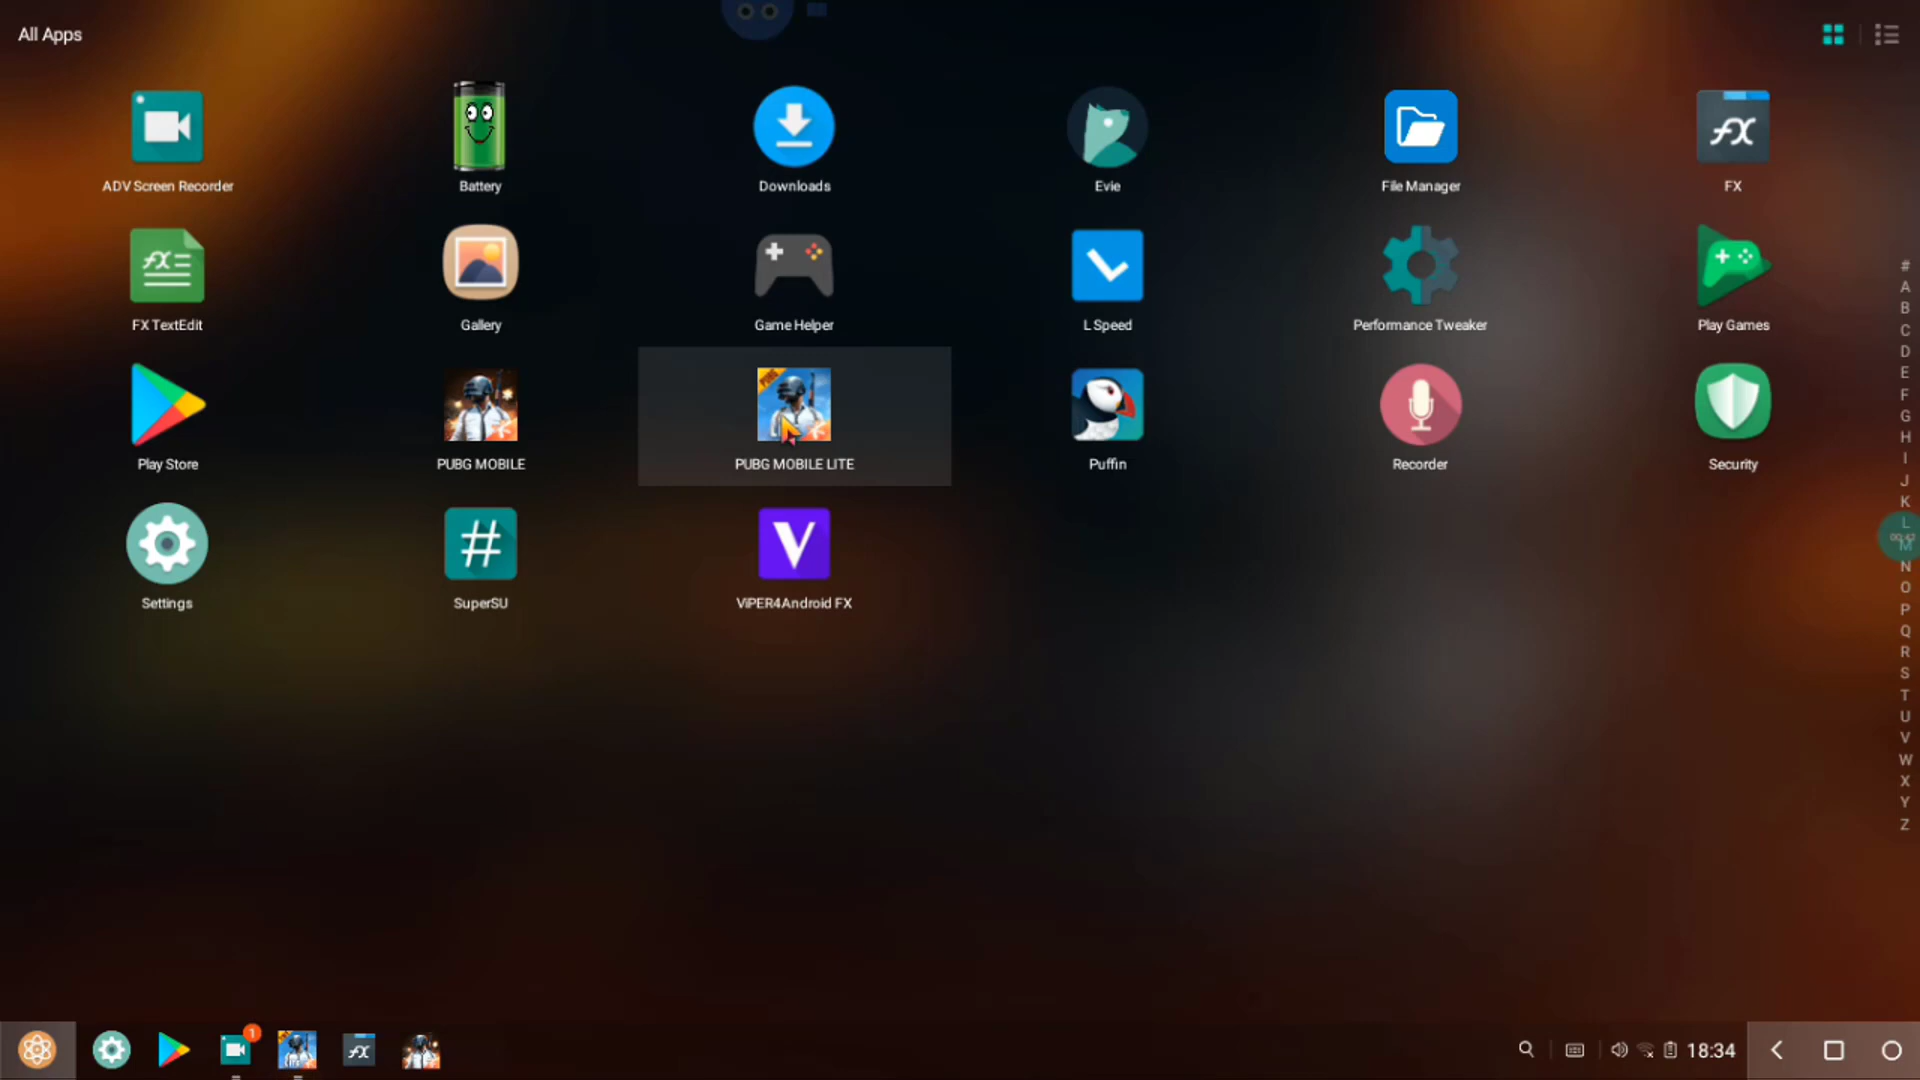 All Apps
ADV Screen Recorder
Battery
Downloads
Evie
File Manager
FX
FX TextEdit
Gallery
Game Helper
L Speed
Performance Tweaker
Play Games
Play Store
PUBG MOBILE
PUBG MOBILE LITE
Puffin
Recorder
Security
Settings
SuperSU
ViPER4Android FX
#
A
B
C
D
E
F
G
H
I
J
K
L
M
N
O
P
Q
R
S
T
U
V
W
X
Y
Z
1
18:34